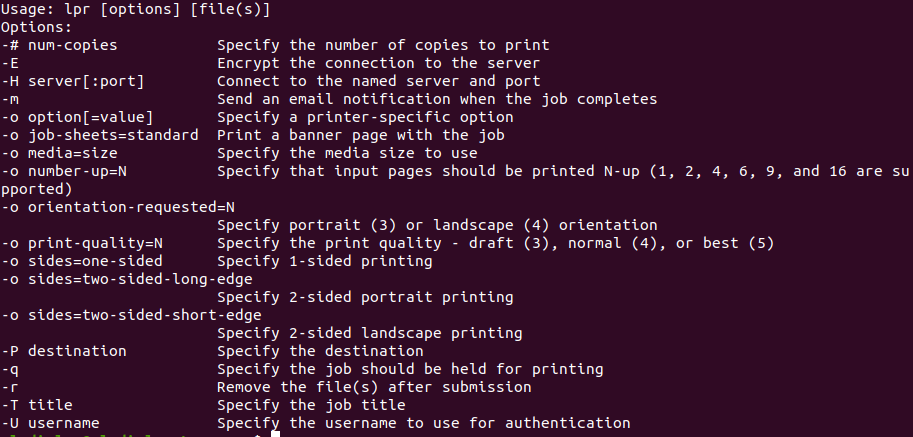 Usage: lpr [options] [file(s)]
Options:
-# num-copies           Specify the number of copies to print
-E                      Encrypt the connection to the server
-H server[:port]        Connect to the named server and port
-m                      Send an email notification when the job completes
-o option[=value]       Specify a printer-specific option
-o job-sheets=standard  Print a banner page with the job
-o media=size           Specify the media size to use
-o number-up=N          Specify that input pages should be printed N-up (1, 2, 4, 6, 9, and 16 are su
pported)
-o orientation-requested=N
                        Specify portrait (3) or landscape (4) orientation
-o print-quality=N      Specify the print quality - draft (3), normal (4), or best (5)
-o sides=one-sided      Specify 1-sided printing
-o sides=two-sided-long-edge
                        Specify 2-sided portrait printing
-o sides=two-sided-short-edge
                        Specify 2-sided landscape printing
-P destination          Specify the destination
-q                      Specify the job should be held for printing
-r                      Remove the file(s) after submission
-T title                Specify the job title
-U username             Specify the username to use for authentication